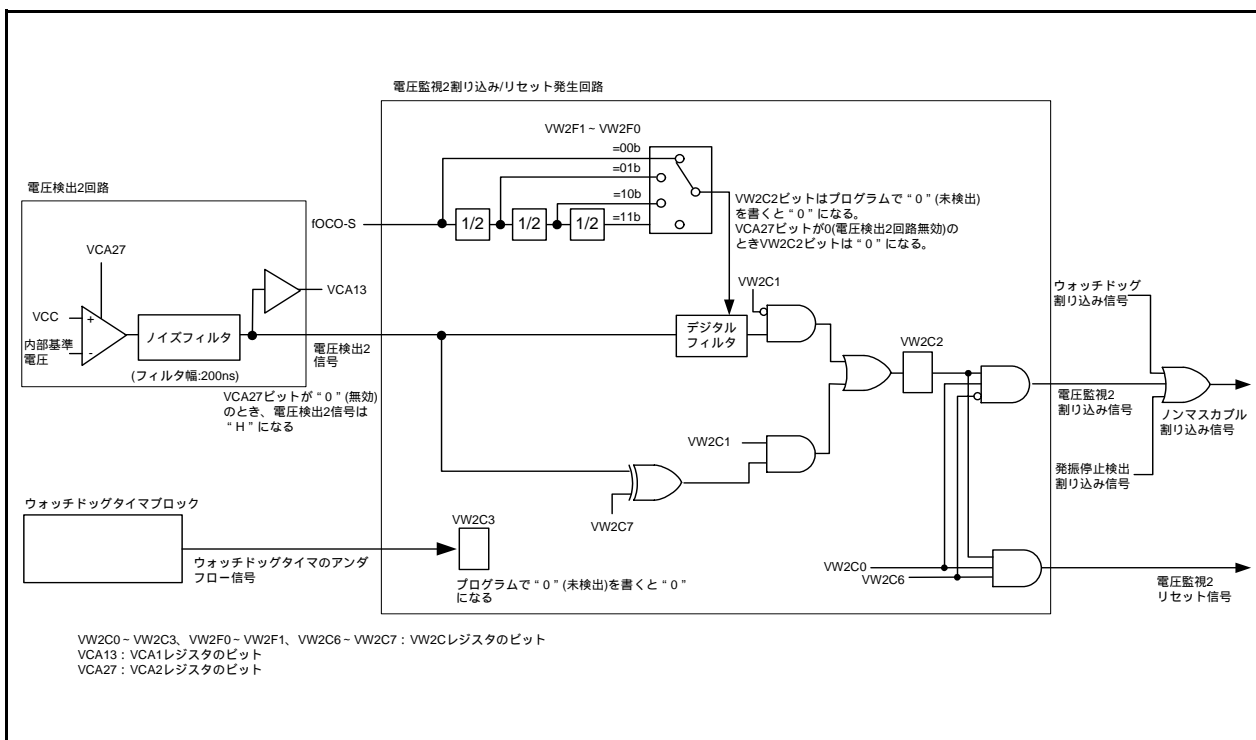 電圧監視2割り込み/リセット発生回路
VW2F1～VW2F0
=00b
=01b
=10b
=11b
電圧検出2回路
fOCO-S
1/2
1/2
1/2
VW2C2ビットはプログラムで“0”(未検出)
を書くと“0”になる。
VCA27ビットが0(電圧検出2回路無効)の
ときVW2C2ビットは“0”になる。
VCA27
VCA13
VCC
+
内部基準
電圧
-
ノイズフィルタ
(フィルタ幅:200ns)
電圧検出2
信号
VCA27ビットが“0”(無効)
のとき、電圧検出2信号は
“H”になる
VW2C1
デジタル
フィルタ
VW2C2
ウォッチドッグ
割り込み信号
電圧監視2
割り込み信号
ノンマスカブル
割り込み信号
発振停止検出
割り込み信号
VW2C1
VW2C7
ウォッチドッグタイマブロック
VW2C3
ウォッチドッグタイマのアンダ
フロー信号
プログラムで“0”(未検出)を書くと“0”
になる
VW2C0
VW2C6
電圧監視2
リセット信号
VW2C0～VW2C3、VW2F0～VW2F1、VW2C6～VW2C7：VW2Cレジスタのビット
VCA13：VCA1レジスタのビット
VCA27：VCA2レジスタのビット